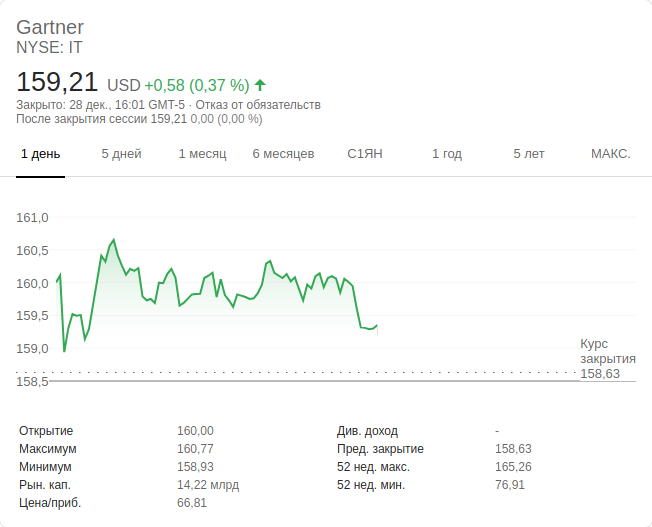 Gartner
NYSE: IT
159,21 USD +0,58 (0,37 %)
Закрыто: 28 дек., 16:01 GMT-5 · Отказ от обязательств
После закрытия сессии 159,21 0,00 (0,00 %)
1 день 5 дней 1 месяц 6 месяцев С1ЯН 1 год 5 лет МАКС.
161,0
160,5
160,0
159,5
159,0
158,5
Курс
закрытия
158,63
Открытие 160,00 Див. доход -
Максимум 160,77 Пред. закрытие 158,63
Минимум 158,93 52 нед. макс. 165,26
Рын. кап. 14,22 млрд 52 нед. мин. 76,91
Цена/приб. 66,81